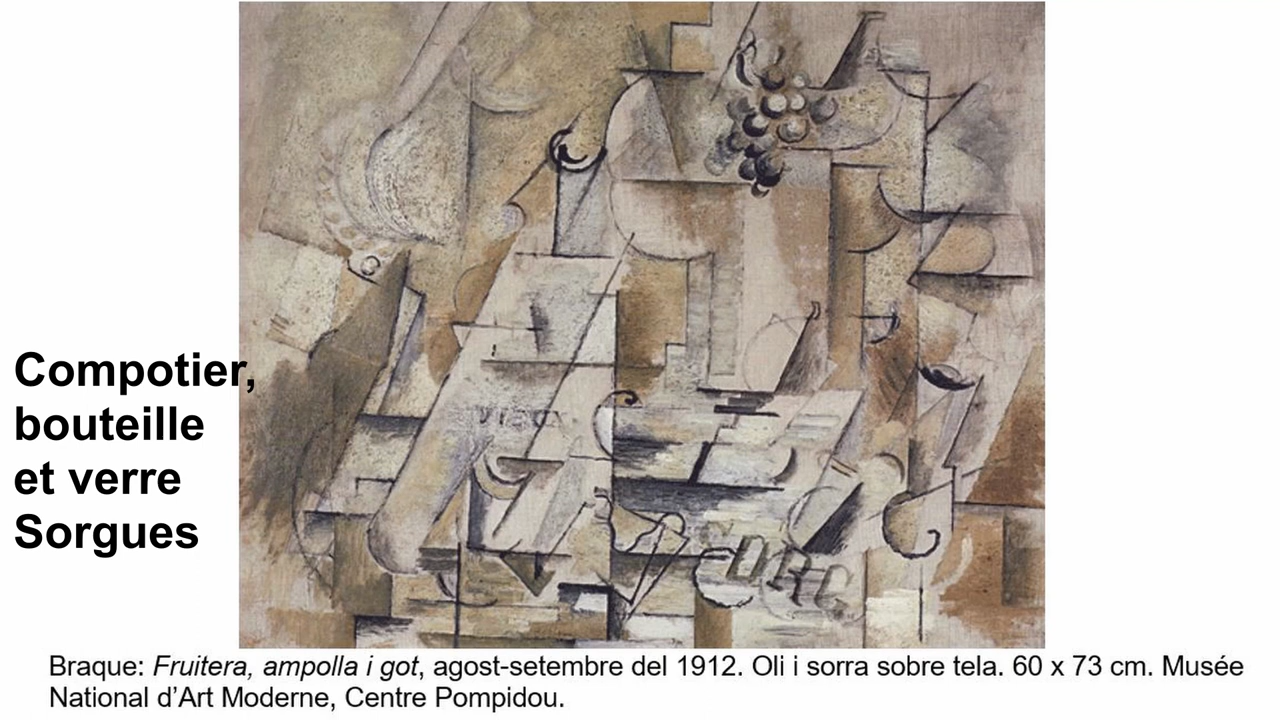 Compotier,
bouteille
et verre
Sorgues
VIEUX
Braque: Fruitera, ampolla i got, agost-setembre del 1912. Oli i sorra sobre tela. 60 x 73 cm. Musée
National d’Art Moderne, Centre Pompidou.